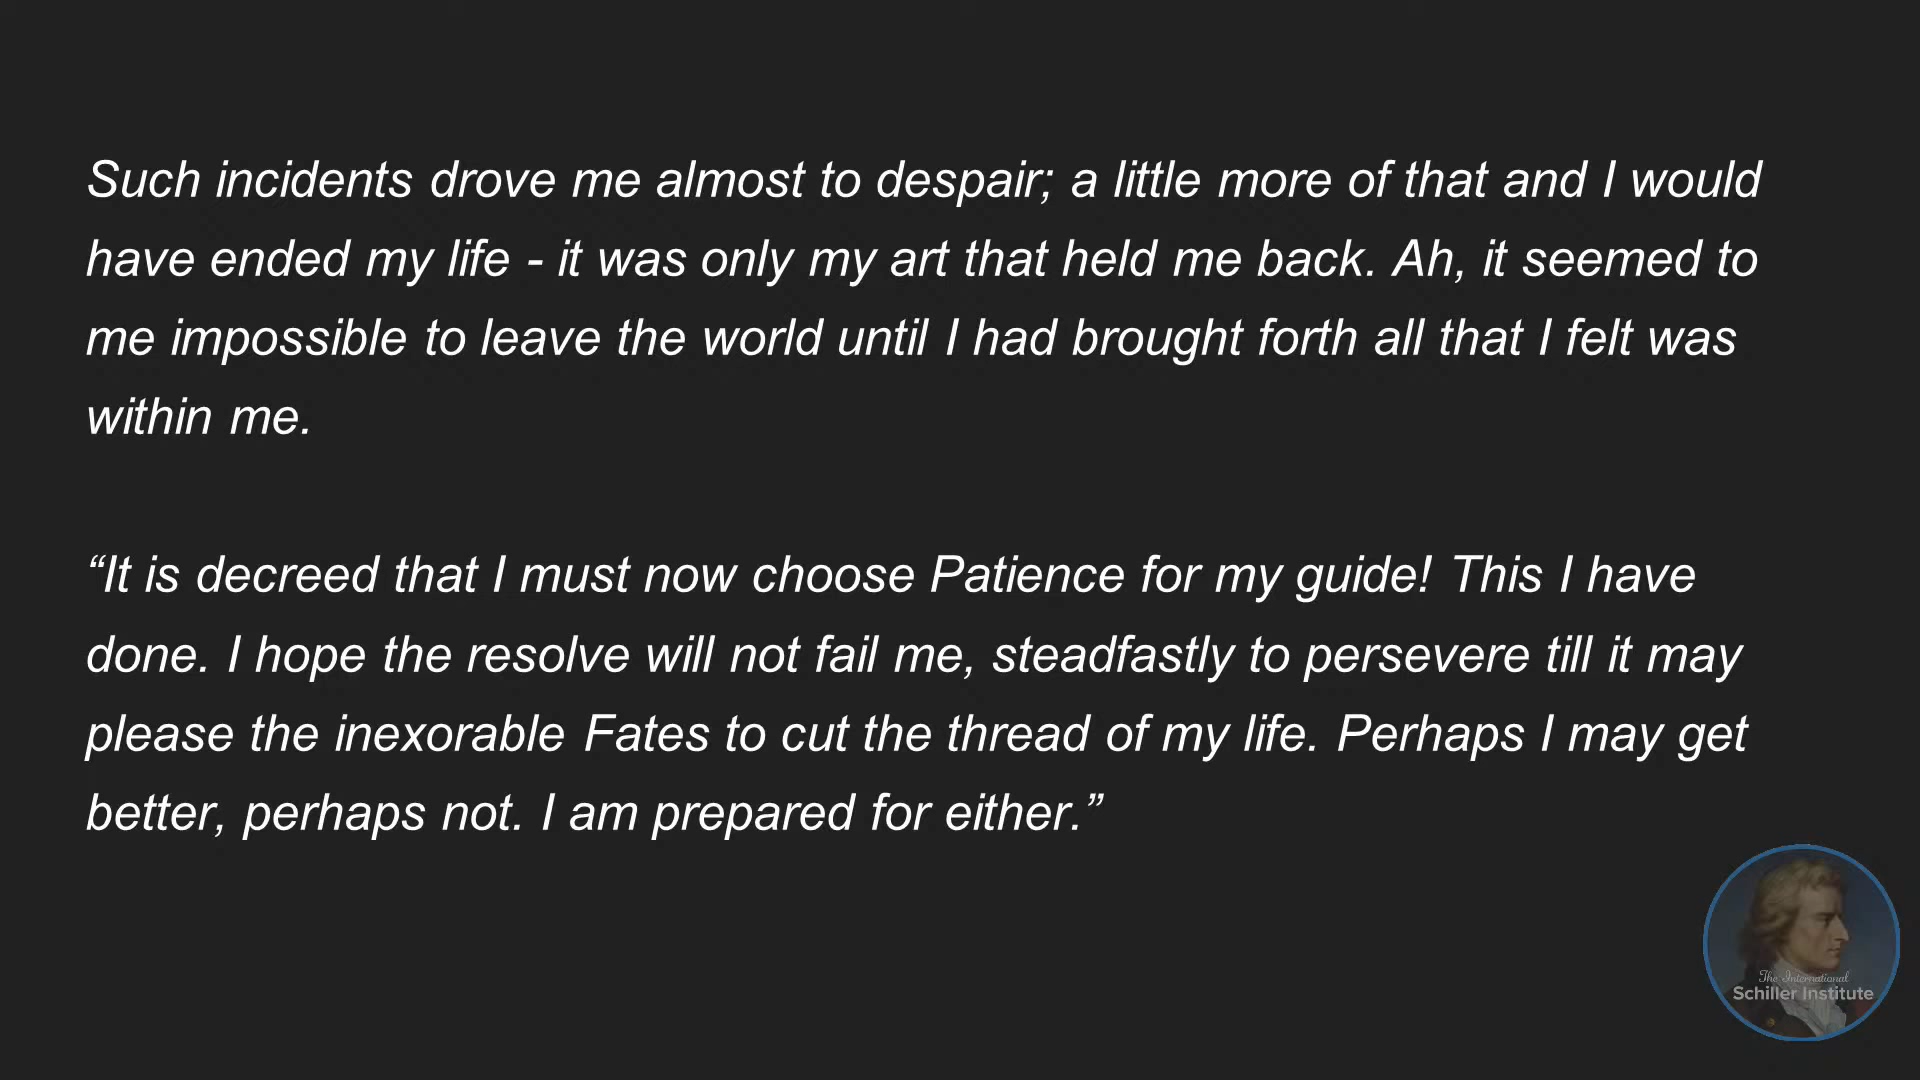 Such incidents drove me almost to despair; a little more of that and I would
have ended my life - it was only my art that held me back. Ah, it seemed to
me impossible to leave the world until I had brought forth all that I felt was
within me.
“It is decreed that I must now choose Patience for my guide! This I have
done. I hope the resolve will not fail me, steadfastly to persevere till it may
please the inexorable Fates to cut the thread of my life. Perhaps I may get
better, perhaps not. I am prepared for either.”
The International
Schiller Institute